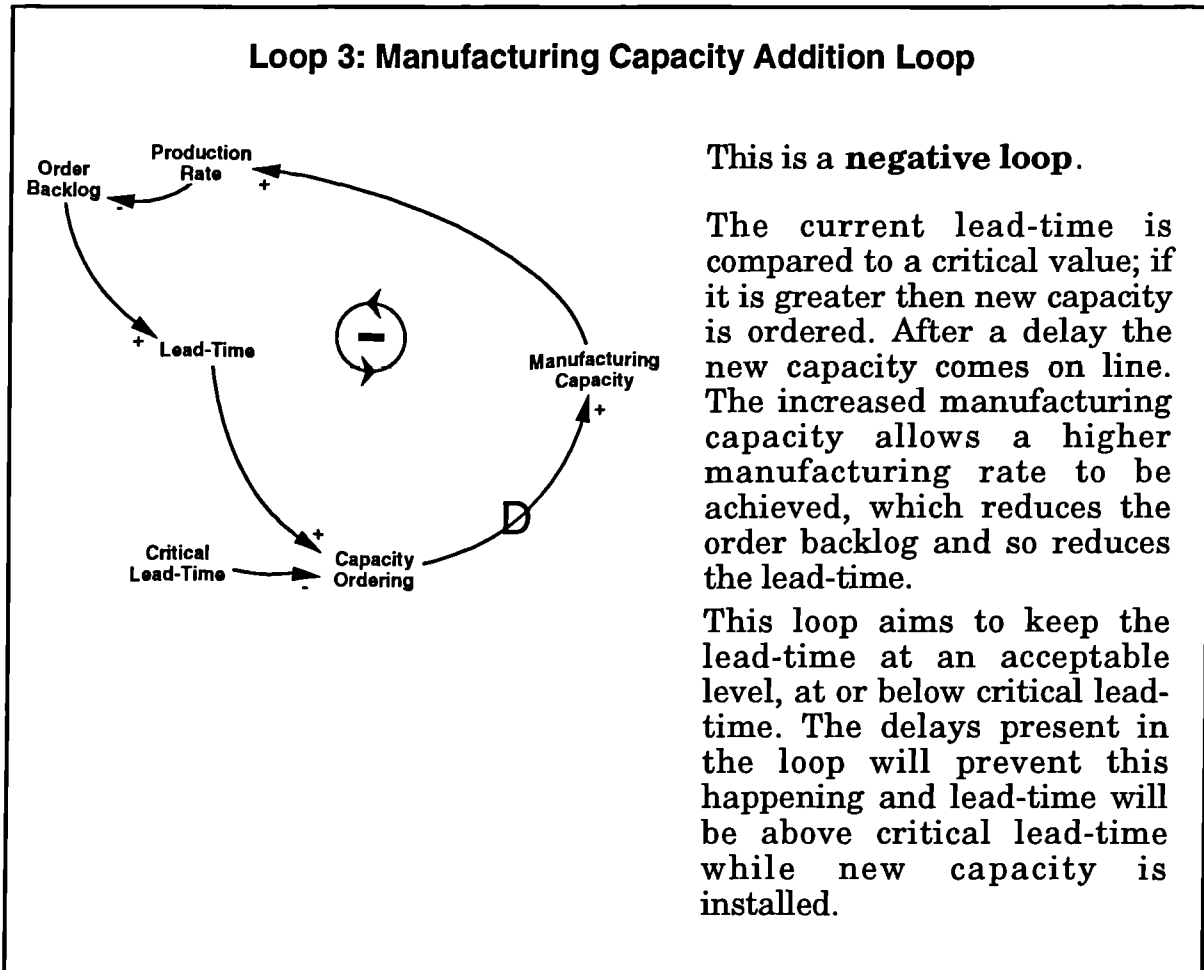 Loop 3: Manufacturing Capacity Addition Loop
Production
Rate
+
Order
Backlog
-
+
Lead-Time
-
Manufacturing
Capacity
+
D
+
Critical
Lead-Time
-
Capacity
Ordering
This is a negative loop.
The current lead-time is
compared to a critical value; if
it is greater then new capacity
is ordered. After a delay the
new capacity comes on line.
The increased manufacturing
capacity allows a higher
manufacturing rate to be
achieved, which reduces the
order backlog and so reduces
the lead-time.
This loop aims to keep the
lead-time at an acceptable
level, at or below critical lead-
time. The delays present in
the loop will prevent this
happening and lead-time will
be above critical lead-time
while new capacity is
installed.